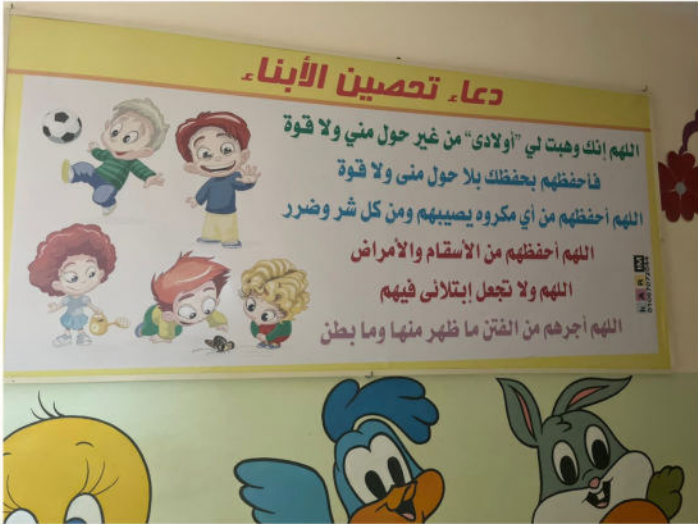 دعاء تحصين الأبناء
اللهم إنك وهبت لي "أولادى" من غير حول مني ولا قوة
فأحفظهم بحفظك بلا حول منى ولا قوة
اللهم أحفظهم من أي مكروه يصيبهم ومن كل شر وضرر
اللهم أحفظهم من الأسقام والأمراض
اللهم ولا تجعل إبتلائى فيهم
اللهم أجرهم من الفتن ما ظهر منها وما بطن